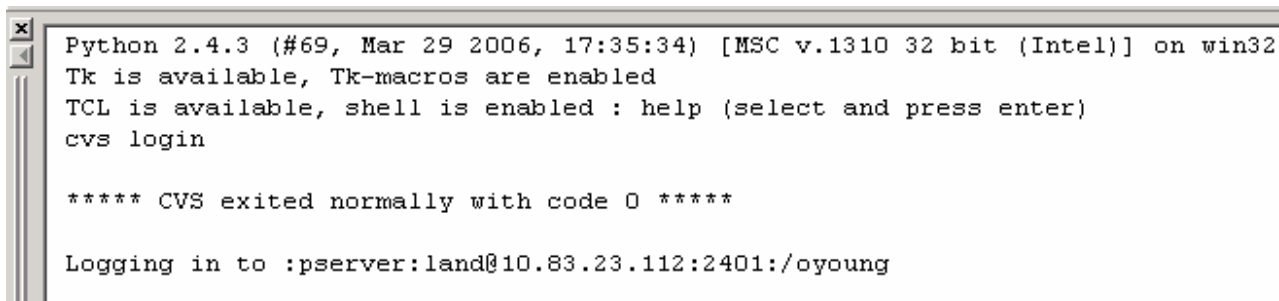 Python 2.4.3 (#69, Mar 29 2006, 17:35:34) [MSC v.1310 32 bit (Intel)] on win32
Tk is available, Tk-macros are enabled
TCL is available, shell is enabled : help (select and press enter)
cvs login
***** CVS exited normally with code 0 *****
Logging in to :pserver:land@10.83.23.112:2401:/oyoung